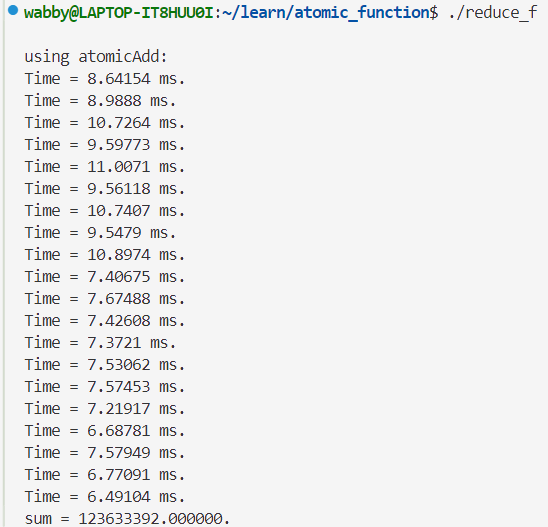 wabby@LAPTOP-IT8HUU0I:~/learn/atomic_function$ ./reduce_f
using atomicAdd:
Time = 8.64154 ms.
Time = 8.9888 ms.
Time = 10.7264 ms.
Time = 9.59773 ms.
Time = 11.0071 ms.
Time = 9.56118 ms.
Time = 10.7407 ms.
Time = 9.5479 ms.
Time = 10.8974 ms.
Time = 7.40675 ms.
Time = 7.67488 ms.
Time = 7.42608 ms.
Time = 7.3721 ms.
Time = 7.53062 ms.
Time = 7.57453 ms.
Time = 7.21917 ms.
Time = 6.68781 ms.
Time = 7.57949 ms.
Time = 6.77091 ms.
Time = 6.49104 ms.
sum = 123633392.000000.